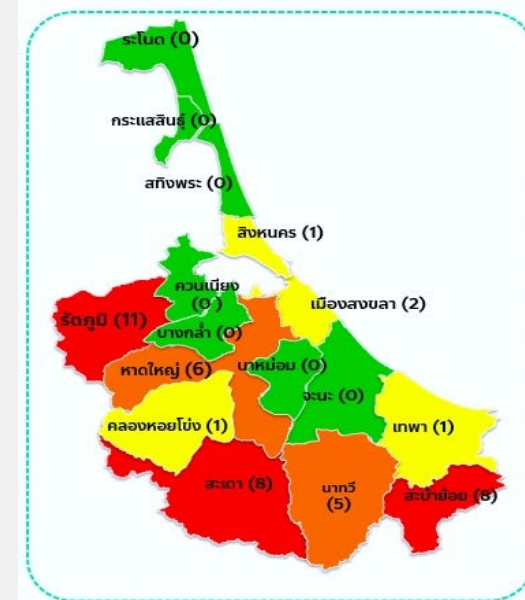 ระโนด (0)
กระแสสินธุ์ (0)
สทิงพระ (0)
สิงหนคร (1)
ควนเนียง
(0)
เมืองสงขลา (2)
รัตภูมิ (11)
บางกล่ำ (0)
หาดใหญ่ (6)
นาหม่อม (0)
จะนะ (0)
คลองหอยโข่ง (1)
เทพา (1)
สะเดา (8)
นาทวี
(5)
สะบ้าย้อย (8)